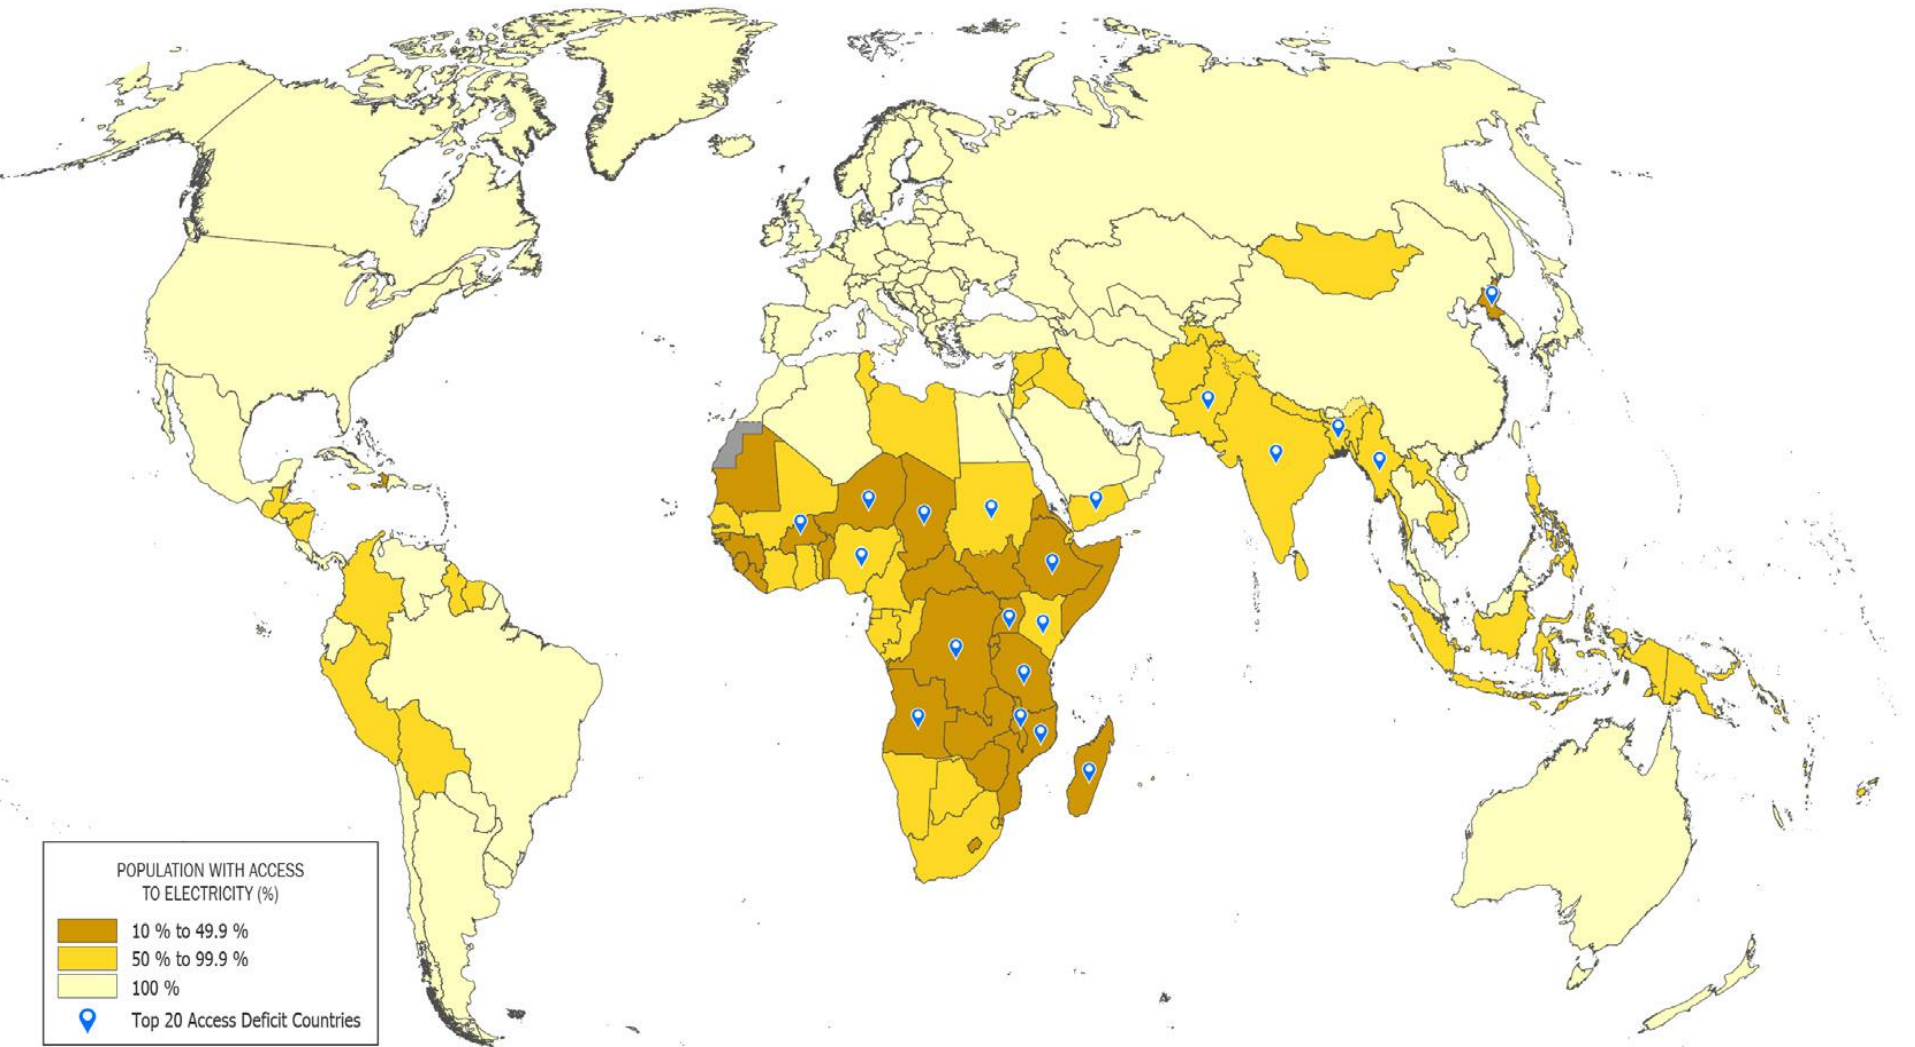 POPULATION WITH ACCESS
TO ELECTRICITY (%)
10 % to 49.9 %
50 % to 99.9 %
100 %
Top 20 Access Deficit Countries